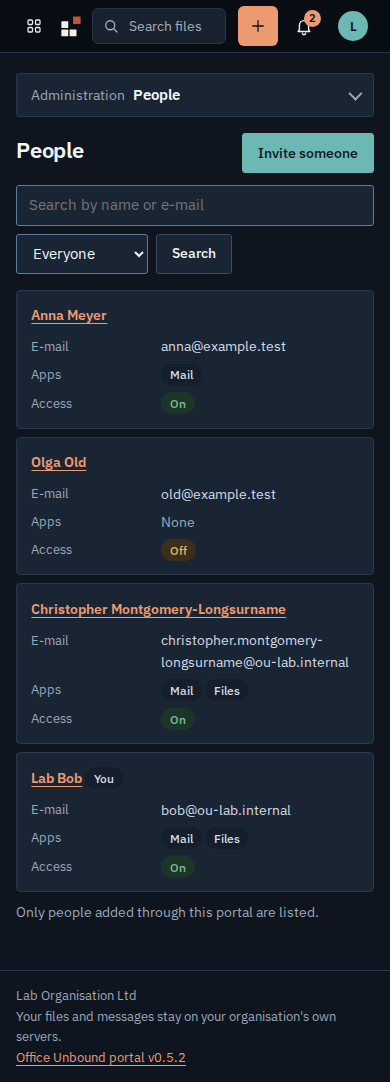 Search files
2
L
Administration People
People
Invite someone
Search by name or e-mail
Everyone
Search
Anna Meyer
E-mail anna@example.test
Apps Mail
Access On
Olga Old
E-mail old@example.test
Apps None
Access Off
Christopher Montgomery-Longsurname
E-mail christopher.montgomery-
longsurname@ou-lab.internal
Apps Mail Files
Access On
Lab Bob You
E-mail bob@ou-lab.internal
Apps Mail Files
Access On
Only people added through this portal are listed.
Lab Organisation Ltd
Your files and messages stay on your organisation's own
servers.
Office Unbound portal v0.5.2